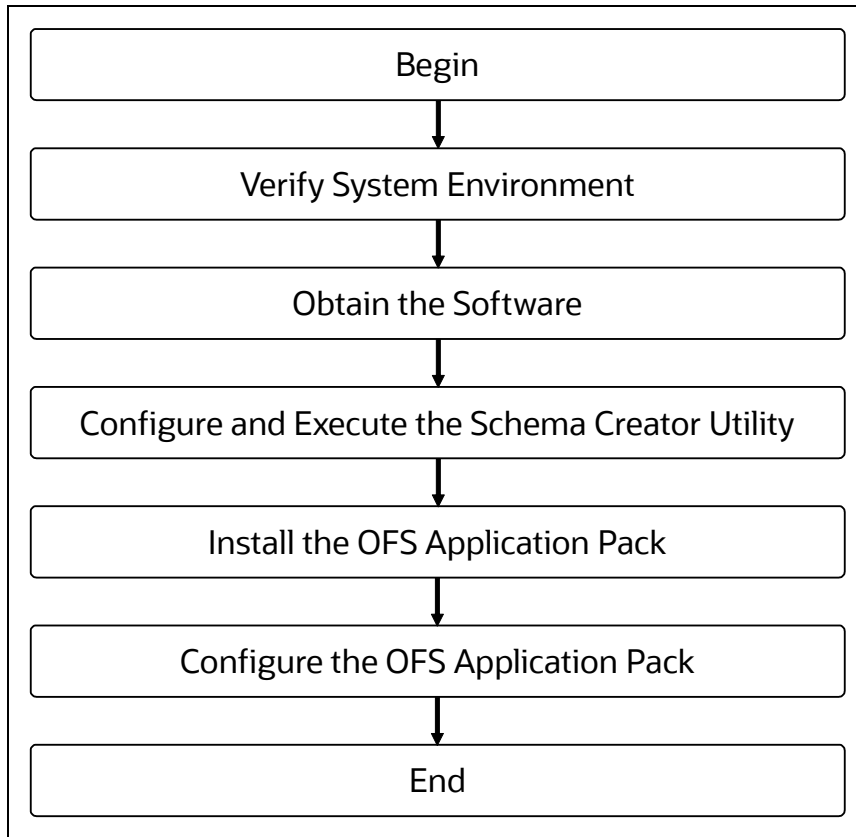 Begin
Verify System Environment
Obtain the Software
Configure and Execute the Schema Creator Utility
Install the OFS Application Pack
Configure the OFS Application Pack
End